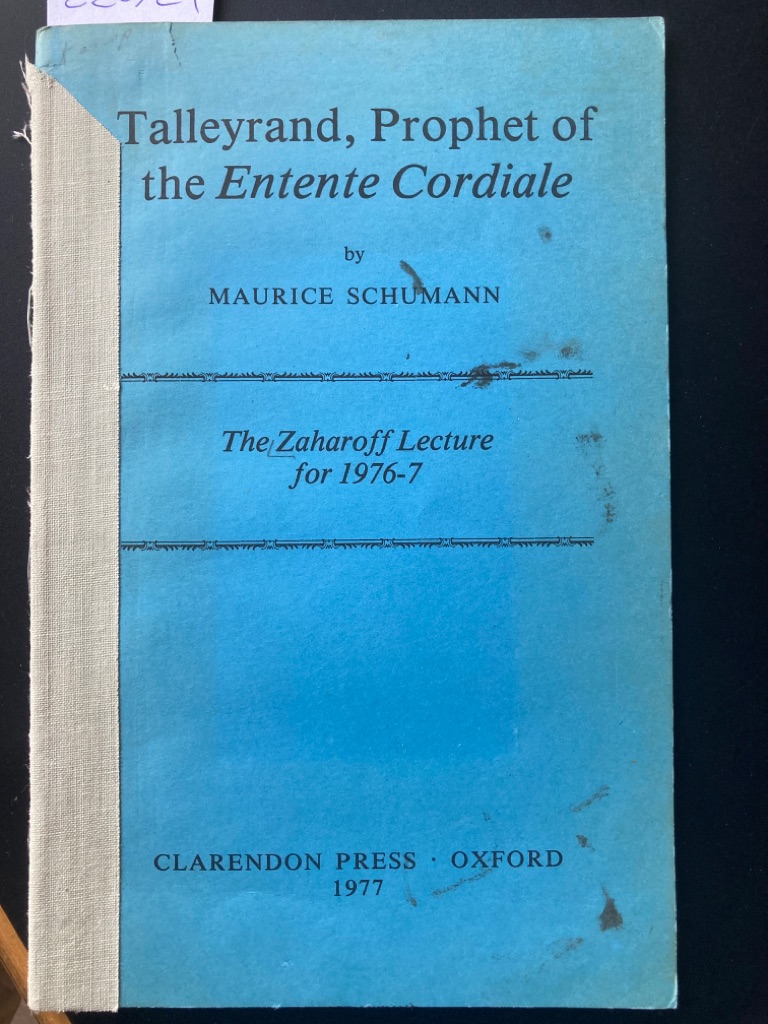 Talleyrand, Prophet of
the Entente Cordiale
by
MAURICE SCHUMANN
The Zaharoff Lecture
for 1976-7
CLARENDON PRESS · OXFORD
1977